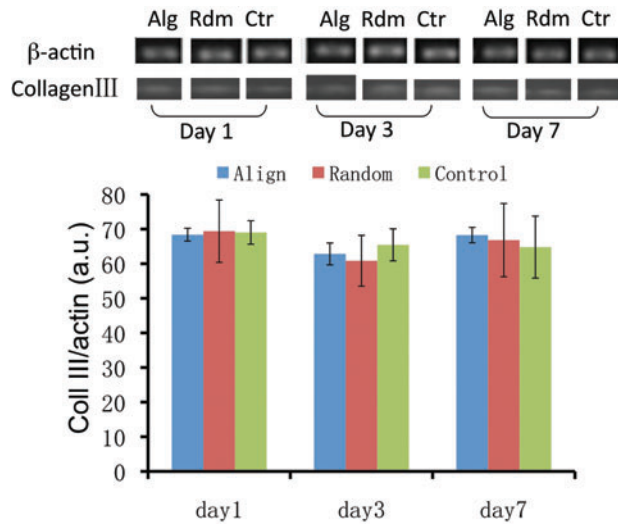 Alg Rdm Ctr Alg Rdm Ctr Alg Rdm Ctr
β-actin
CollagenIII
Day 1 Day 3 Day 7
Align Random Control
Coll III/actin (a.u.)
80
70
60
50
40
30
20
10
0
day1 day3 day7